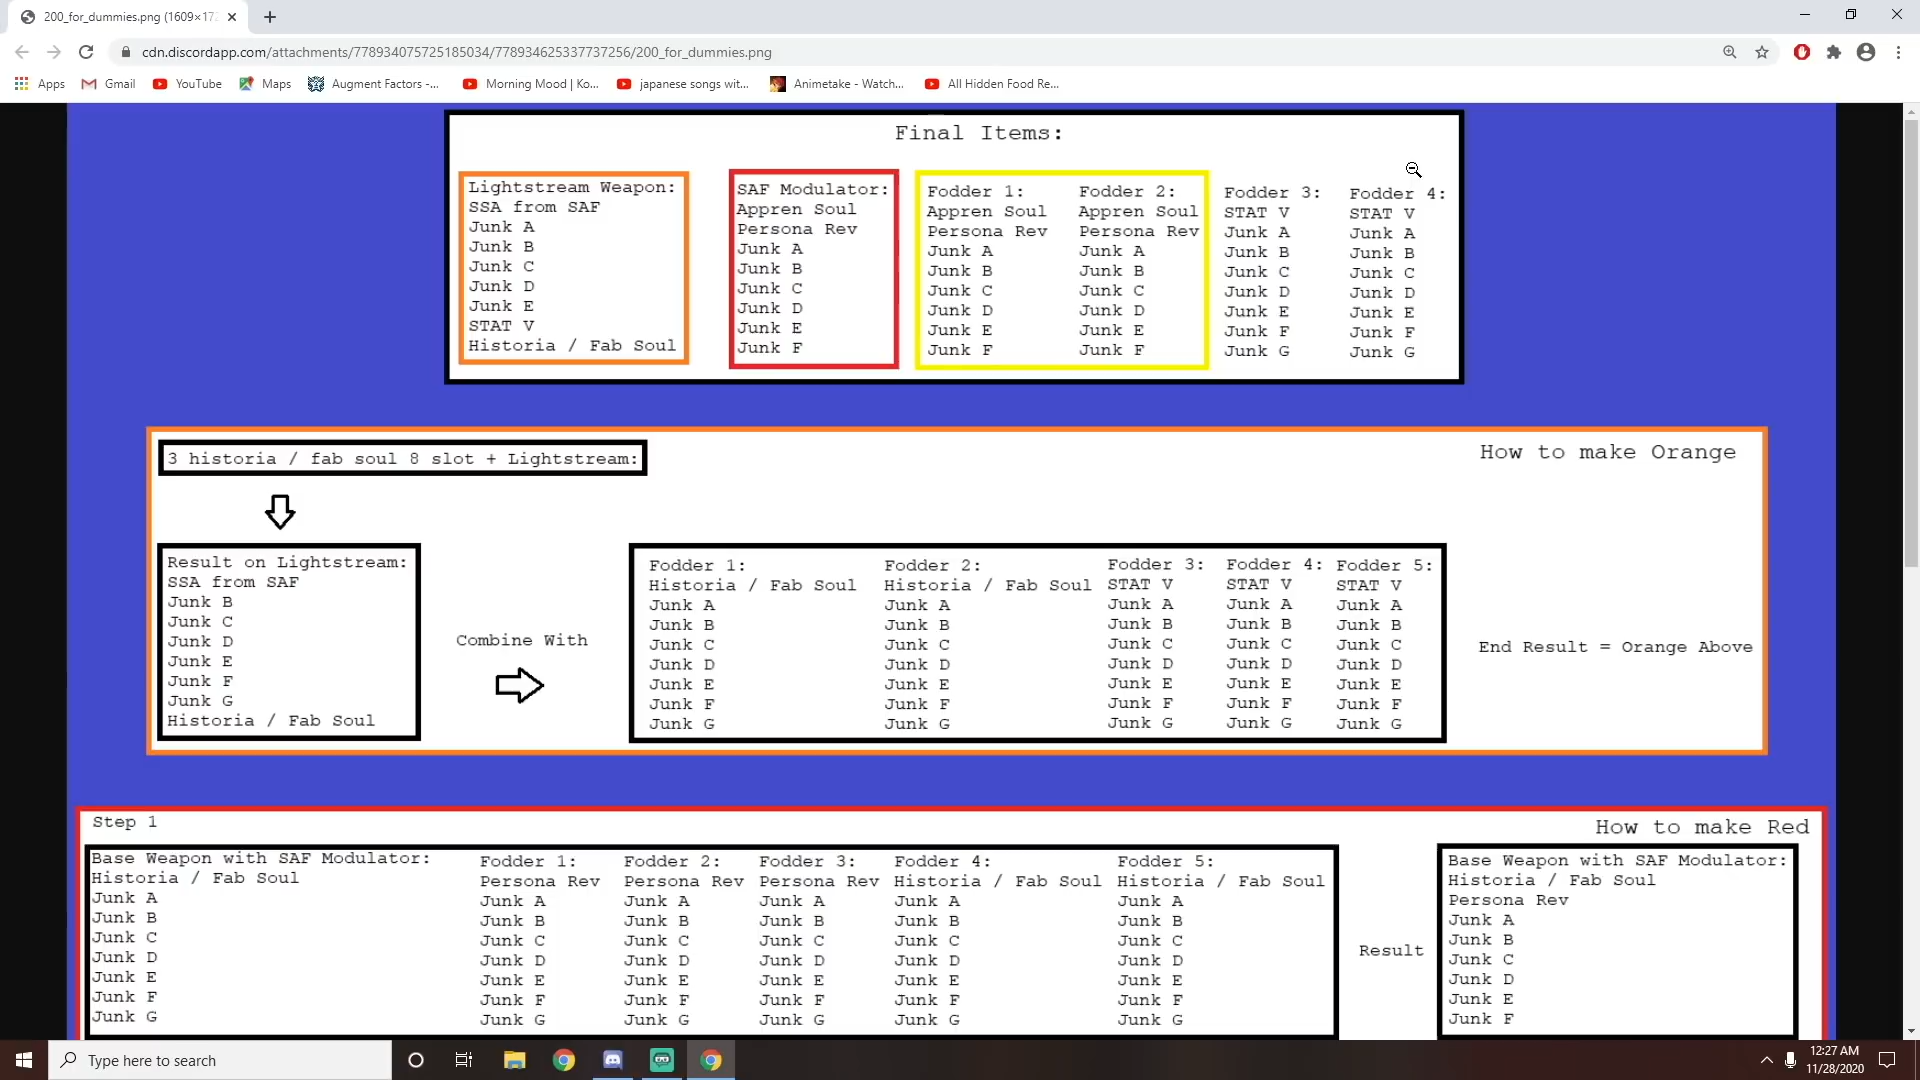 200_for_dummies.png (1609×172
cdn.discordapp.com/attachments/778934075725185034/778934625337737256/200_for_dummies.png
Apps
Gmail
YouTube
Maps
Augment Factors -...
Morning Mood | Ko...
japanese songs wit...
Animetake - Watch...
All Hidden Food Re...
Final Items:
Lightstream Weapon:
SSA from SAF
Junk A
Junk B
Junk C
Junk D
Junk E
STAT V
Historia / Fab Soul
SAF Modulator:
Appren Soul
Persona Rev
Junk A
Junk B
Junk C
Junk D
Junk E
Junk F
Fodder 1:
Appren Soul
Persona Rev
Junk A
Junk B
Junk C
Junk D
Junk E
Junk F
Fodder 2:
Appren Soul
Persona Rev
Junk A
Junk B
Junk C
Junk D
Junk E
Junk F
Fodder 3:
STAT V
Junk A
Junk B
Junk C
Junk D
Junk E
Junk F
Junk G
Fodder 4:
STAT V
Junk A
Junk B
Junk C
Junk D
Junk E
Junk F
Junk G
3 historia / fab soul 8 slot + Lightstream:
How to make Orange
Result on Lightstream:
SSA from SAF
Junk B
Junk C
Junk D
Junk E
Junk F
Junk G
Historia / Fab Soul
Combine With
Fodder 1:
Historia / Fab Soul
Junk A
Junk B
Junk C
Junk D
Junk E
Junk F
Junk G
Fodder 2:
Historia / Fab Soul
Junk A
Junk B
Junk C
Junk D
Junk E
Junk F
Junk G
Fodder 3:
STAT V
Junk A
Junk B
Junk C
Junk D
Junk E
Junk F
Junk G
Fodder 4:
STAT V
Junk A
Junk B
Junk C
Junk D
Junk E
Junk F
Junk G
Fodder 5:
STAT V
Junk A
Junk B
Junk C
Junk D
Junk E
Junk F
Junk G
End Result = Orange Above
Step 1
How to make Red
Base Weapon with SAF Modulator:
Historia / Fab Soul
Junk A
Junk B
Junk C
Junk D
Junk E
Junk F
Junk G
Fodder 1:
Persona Rev
Junk A
Junk B
Junk C
Junk D
Junk E
Junk F
Junk G
Fodder 2:
Persona Rev
Junk A
Junk B
Junk C
Junk D
Junk E
Junk F
Junk G
Fodder 3:
Persona Rev
Junk A
Junk B
Junk C
Junk D
Junk E
Junk F
Junk G
Fodder 4:
Historia / Fab Soul
Junk A
Junk B
Junk C
Junk D
Junk E
Junk F
Junk G
Fodder 5:
Historia / Fab Soul
Junk A
Junk B
Junk C
Junk D
Junk E
Junk F
Junk G
Result
Base Weapon with SAF Modulator:
Historia / Fab Soul
Persona Rev
Junk A
Junk B
Junk C
Junk D
Junk E
Junk F
Type here to search
12:27 AM
11/28/2020